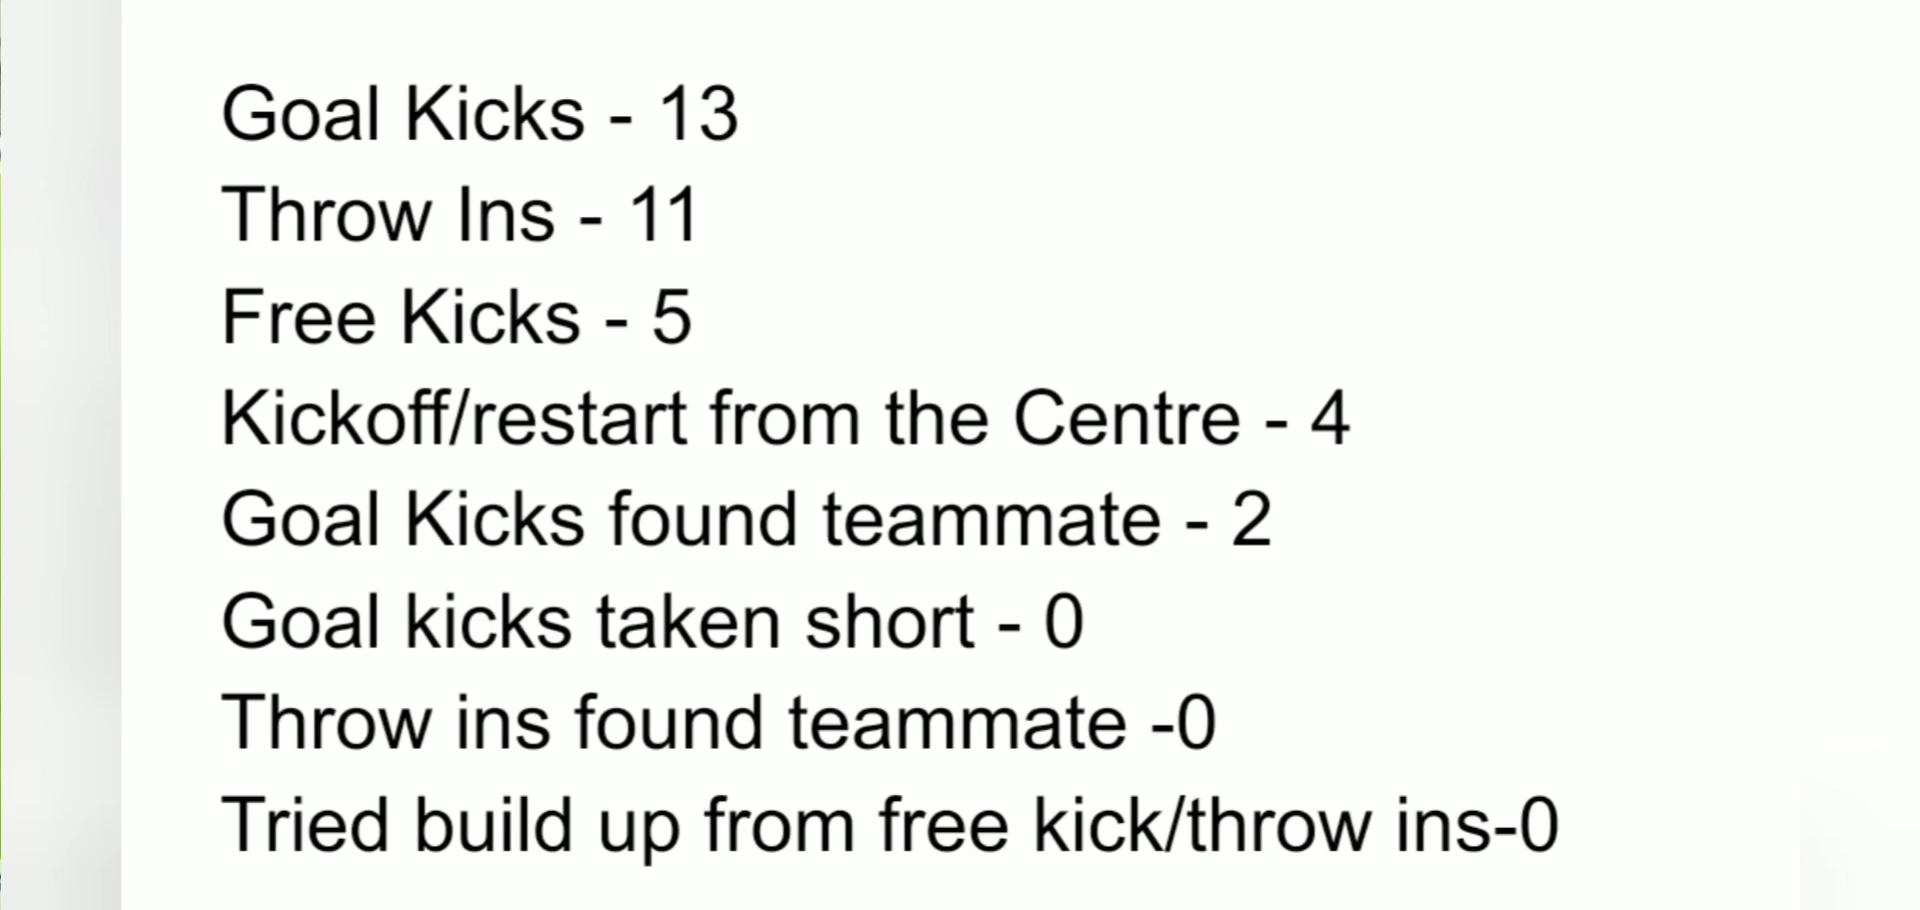 Goal Kicks - 13
Throw Ins - 11
Free Kicks - 5
Kickoff/restart from the Centre - 4
Goal Kicks found teammate - 2
Goal kicks taken short - 0
Throw ins found teammate -0
Tried build up from free kick/throw ins-0